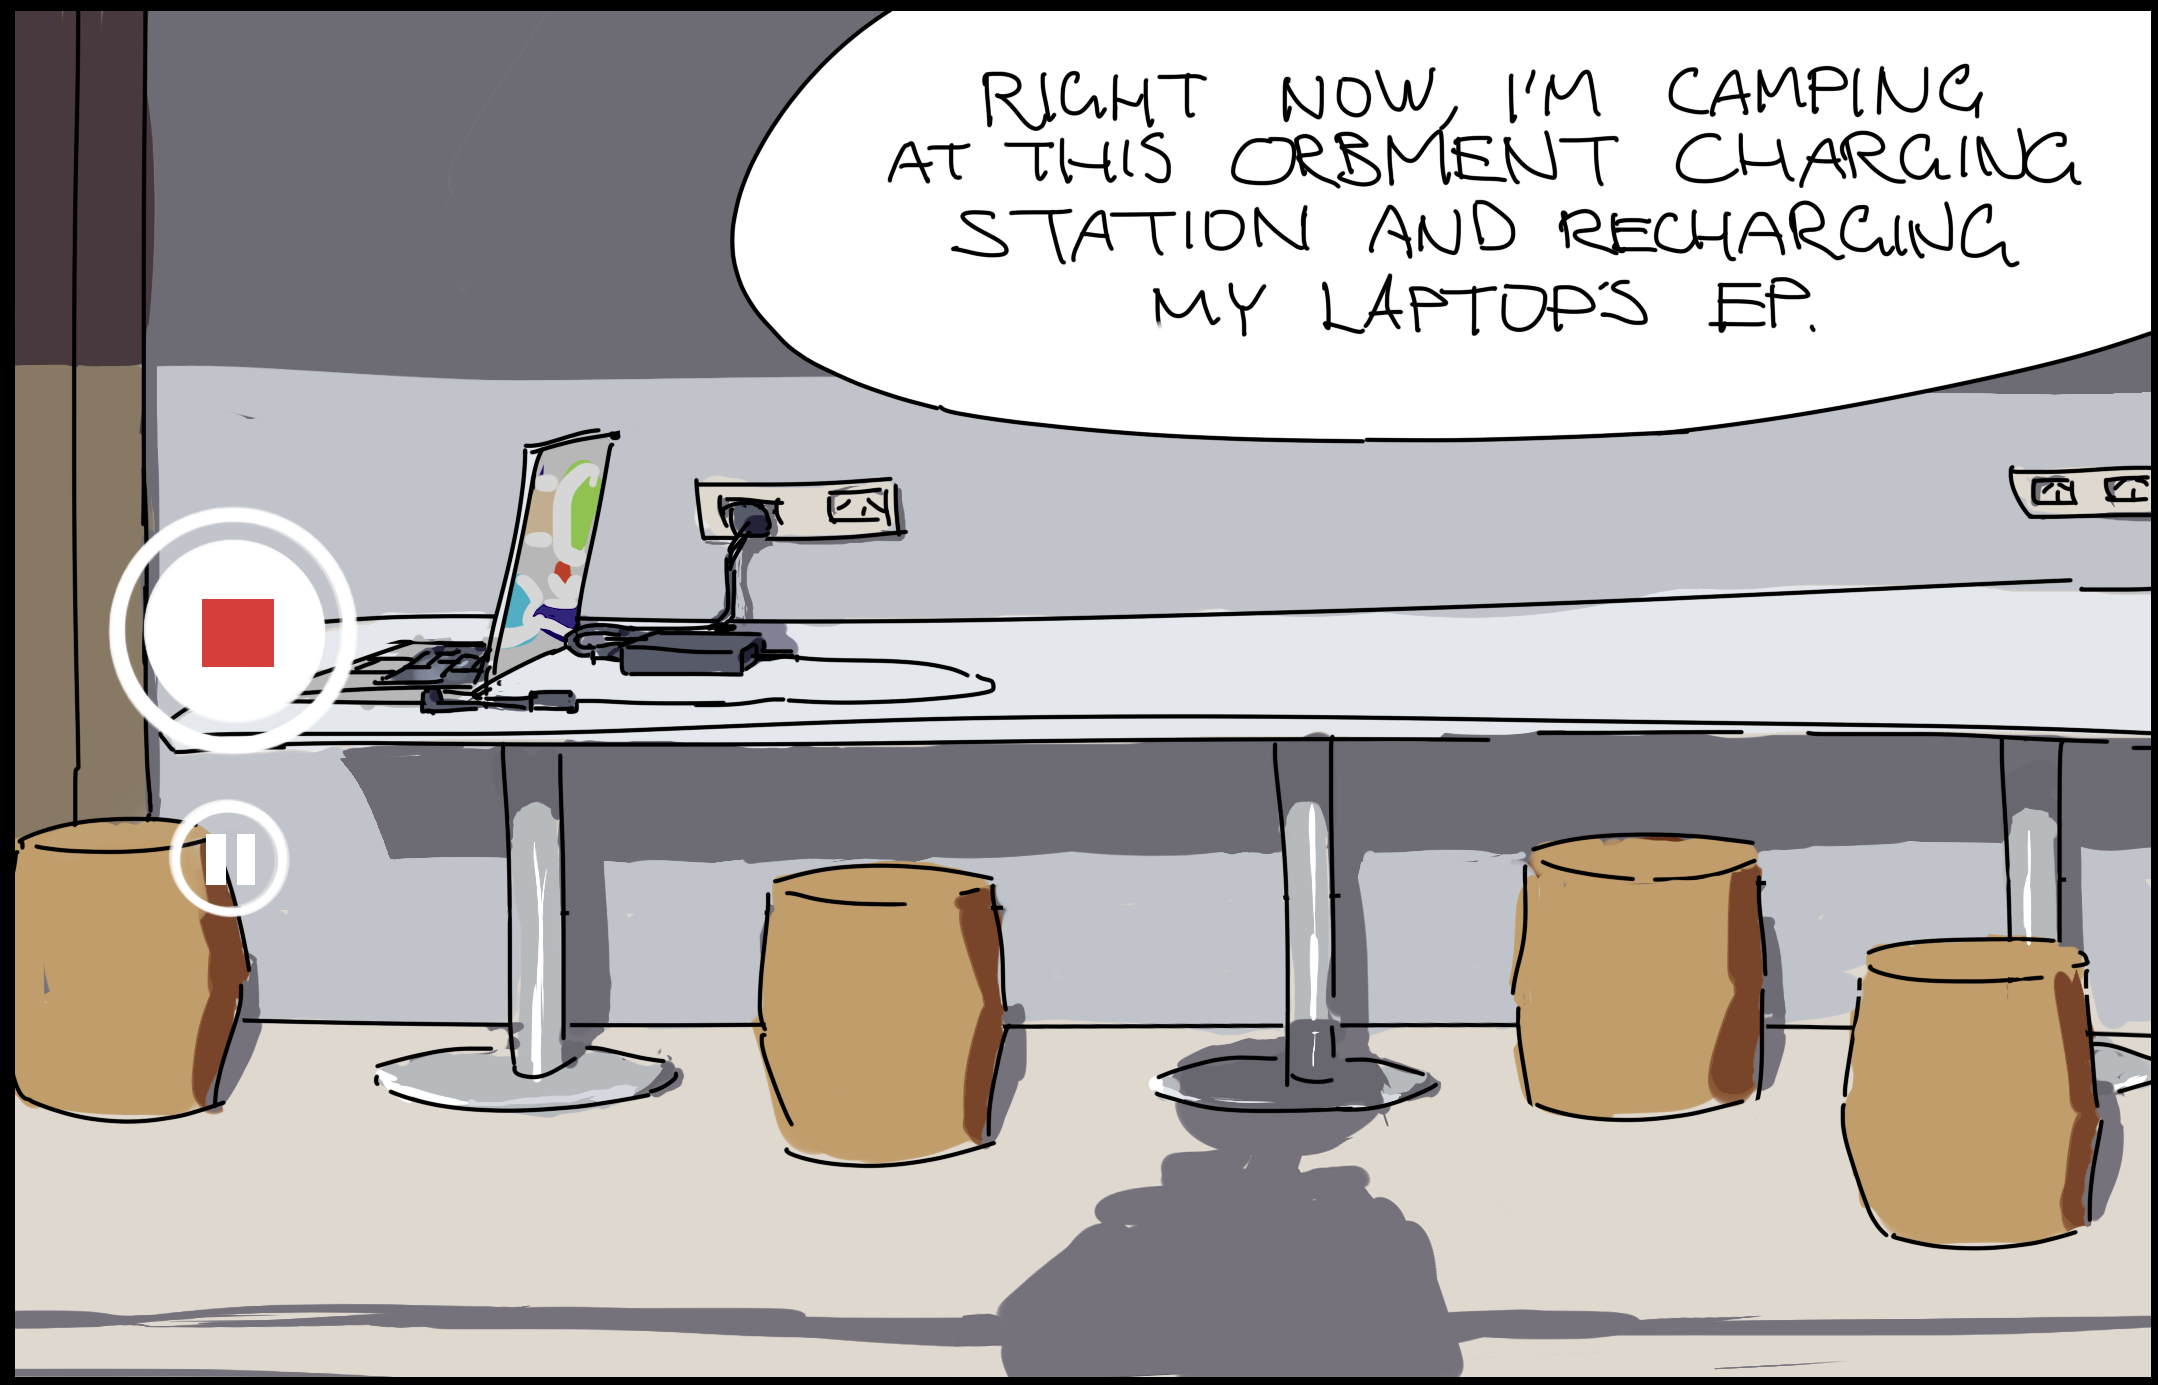 RIGHT NOW, I'M CAMPING
AT THIS ORBMENT CHARGING
STATION AND RECHARGING
MY LAPTOP'S EP.